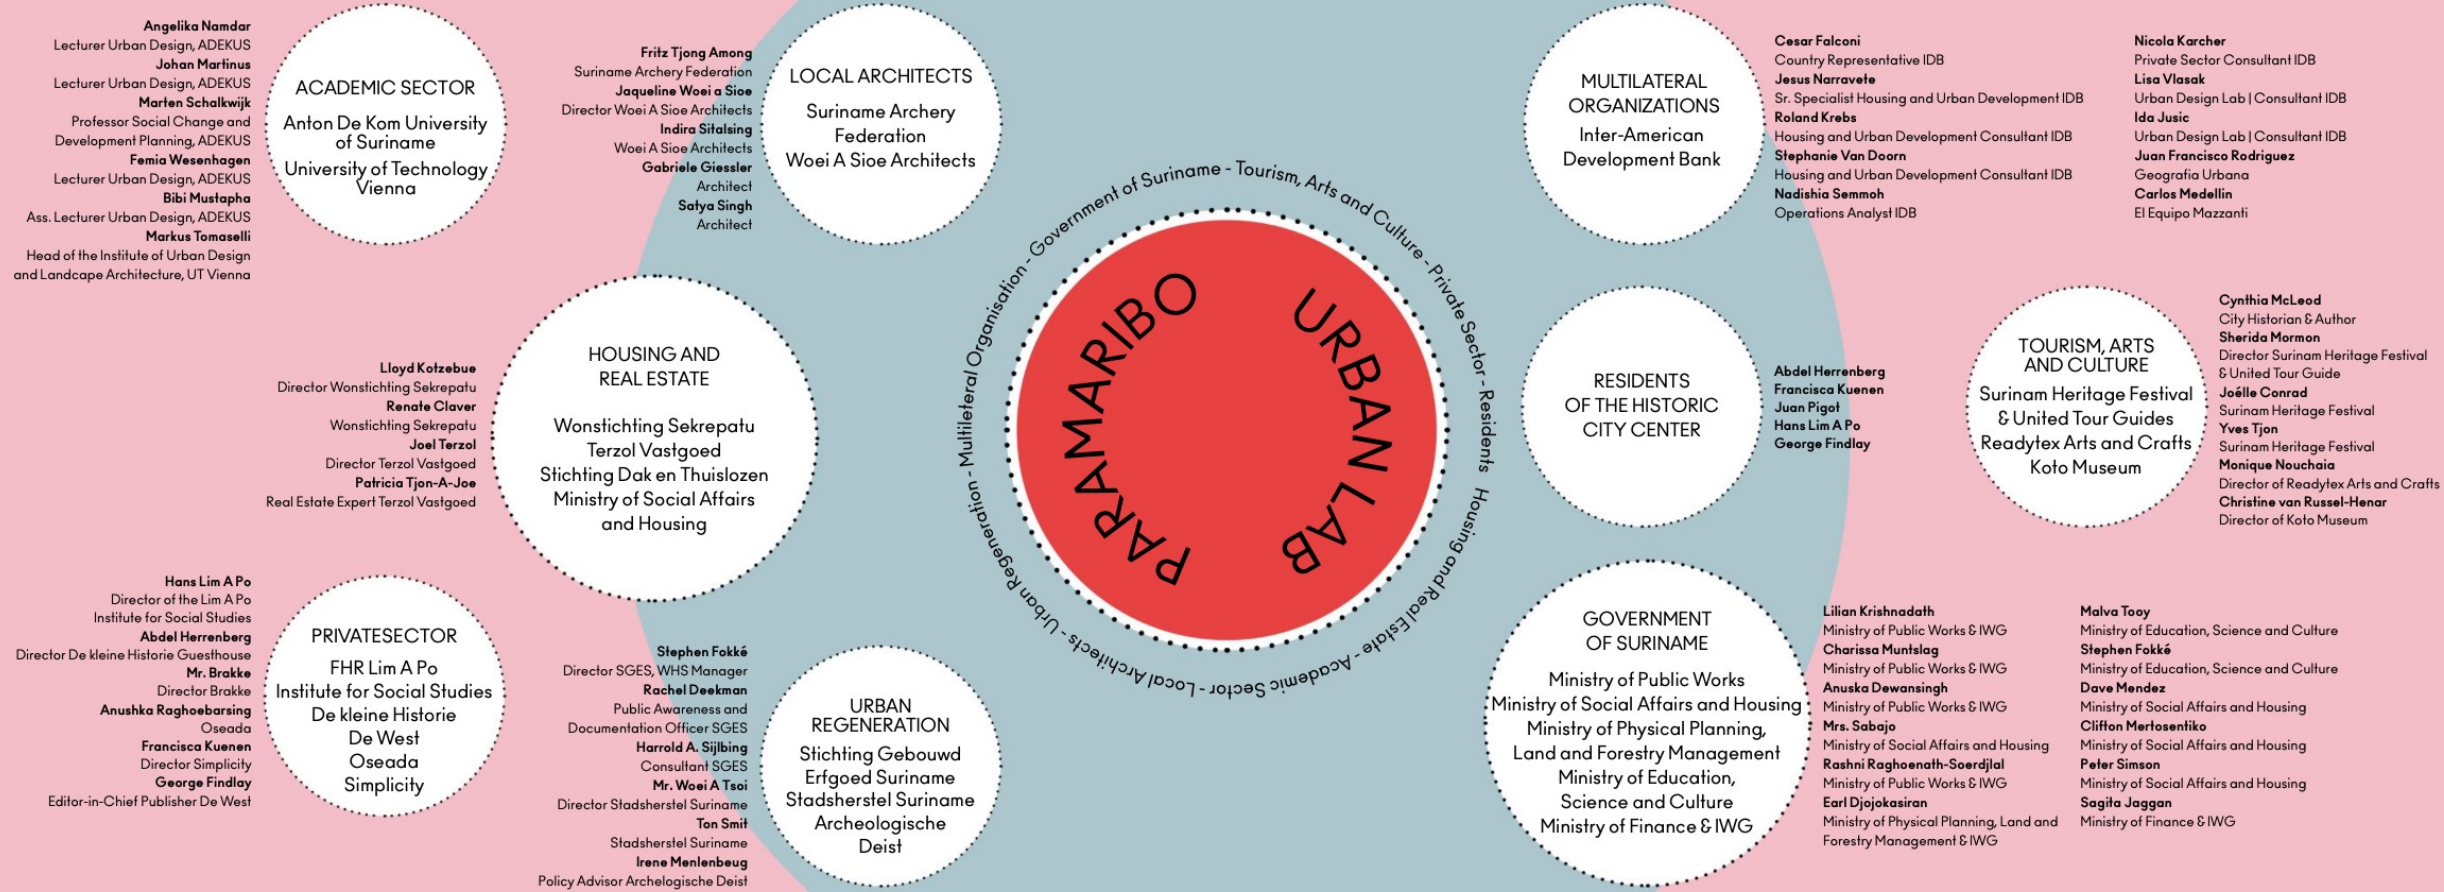 Angelika Namdar
Lecturer Urban Design, ADEKUS
Johan Martinus
Lecturer Urban Design, ADEKUS
Marten Schalkwijk
Professor Social Change and
Development Planning, ADEKUS
Femia Wesenhagen
Lecturer Urban Design, ADEKUS
Bibi Mustapha
Ass. Lecturer Urban Design, ADEKUS
Markus Tomaselli
Head of the Institute of Urban Design
and Landcape Architecture, UT Vienna
ACADEMIC SECTOR
Anton De Kom University
of Suriname
University of Technology
Vienna
Fritz Tjong Among
Suriname Archery Federation
Jaqueline Woei a Sioe
Director Woei A Sioe Architects
Indira Sitalsing
Woei A Sioe Architects
Gabriele Giessler
Architect
Satya Singh
Architect
LOCAL ARCHITECTS
Suriname Archery
Federation
Woei A Sioe Architects
MULTILATERAL
ORGANIZATIONS
Inter-American
Development Bank
Cesar Falconi
Country Representative IDB
Jesus Narravete
Sr. Specialist Housing and Urban Development IDB
Roland Krebs
Housing and Urban Development Consultant IDB
Stephanie Van Doorn
Housing and Urban Development Consultant IDB
Nadishia Semmoh
Operations Analyst IDB
Nicola Karcher
Private Sector Consultant IDB
Lisa Vlasak
Urban Design Lab | Consultant IDB
Ida Jusic
Urban Design Lab | Consultant IDB
Juan Francisco Rodriguez
Geografia Urbana
Carlos Medellin
El Equipo Mazzanti
Lloyd Kotzebue
Director Wonstichting Sekrepatu
Renate Claver
Wonstichting Sekrepatu
Joel Terzol
Director Terzol Vastgoed
Patricia Tjon-A-Joe
Real Estate Expert Terzol Vastgoed
HOUSING AND
REAL ESTATE
Wonstichting Sekrepatu
Terzol Vastgoed
Stichting Dak en Thuislozen
Ministry of Social Affairs
and Housing
Multileteral Organisation - Government of Suriname - Tourism, Arts and Culture - Private Sector - Residents Housing and Real Estate - Academic Sector - Local Architects - Urban Regeneration -
PARAMARIBO
URBAN LAB
RESIDENTS
OF THE HISTORIC
CITY CENTER
Abdel Herrenberg
Francisca Kuenen
Juan Pigot
Hans Lim A Po
George Findlay
TOURISM, ARTS
AND CULTURE
Surinam Heritage Festival
& United Tour Guides
Readytex Arts and Crafts
Koto Museum
Cynthia McLeod
City Historian & Author
Sherida Mormon
Director Surinam Heritage Festival
& United Tour Guide
Joélle Conrad
Surinam Heritage Festival
Yves Tjon
Surinam Heritage Festival
Monique Nouchaia
Director of Readytex Arts and Crafts
Christine van Russel-Henar
Director of Koto Museum
Hans Lim A Po
Director of the Lim A Po
Institute for Social Studies
Abdel Herrenberg
Director De kleine Historie Guesthouse
Mr. Brakke
Director Brakke
Anushka Raghoebarsing
Oseada
Francisca Kuenen
Director Simplicity
George Findlay
Editor-in-Chief Publisher De West
PRIVATESECTOR
FHR Lim A Po
Institute for Social Studies
De kleine Historie
De West
Oseada
Simplicity
Stephen Fokké
Director SGES, WHS Manager
Rachel Deekman
Public Awareness and
Documentation Officer SGES
Harrold A. Sijlbing
Consultant SGES
Mr. Woei A Tsoi
Director Stadsherstel Suriname
Ton Smit
Stadsherstel Suriname
Irene Menlenbeug
Policy Advisor Archelogische Deist
URBAN
REGENERATION
Stichting Gebouwd
Erfgoed Suriname
Stadsherstel Suriname
Archeologische
Deist
GOVERNMENT
OF SURINAME
Ministry of Public Works
Ministry of Social Affairs and Housing
Ministry of Physical Planning,
Land and Forestry Management
Ministry of Education,
Science and Culture
Ministry of Finance & IWG
Lilian Krishnadath
Ministry of Public Works & IWG
Charissa Muntslag
Ministry of Public Works & IWG
Anuska Dewansingh
Ministry of Public Works & IWG
Mrs. Sabajo
Ministry of Social Affairs and Housing
Rashni Raghoenath-Soerdjlal
Ministry of Public Works & IWG
Earl Djojokasiran
Ministry of Physical Planning, Land and
Forestry Management & IWG
Malva Tooy
Ministry of Education, Science and Culture
Stephen Fokké
Ministry of Education, Science and Culture
Dave Mendez
Ministry of Social Affairs and Housing
Clifton Mertosentiko
Ministry of Social Affairs and Housing
Peter Simson
Ministry of Social Affairs and Housing
Sagita Jaggan
Ministry of Finance & IWG